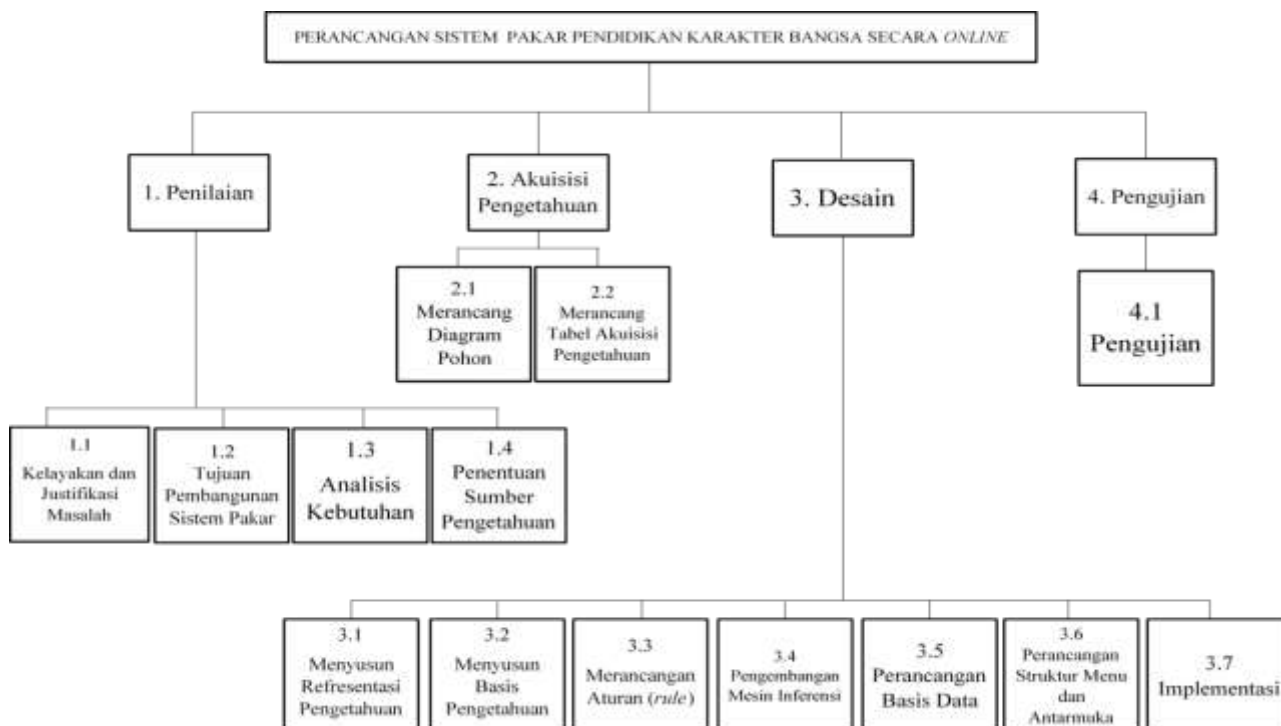 PERANCANGAN SISTEM PAKAR PENDIDIKAN KARAKTER BANGSA SECARA ONLINE
1. Penilaian
2. Akuisisi
Pengetahuan
3. Desain
4. Pengujian
2.1
Merancang
Diagram
Pohon
2.2
Merancang
Tabel Akuisisi
Pengetahuan
4.1
Pengujian
1.1
Kelayakan dan
Justifikasi
Masalah
1.2
Tujuan
Pembangunan
Sistem Pakar
1.3
Analisis
Kebutuhan
1.4
Penentuan
Sumber
Pengetahuan
3.1
Menyusun
Refresentasi
Pengetahuan
3.2
Menyusun
Basis
Pengetahuan
3.3
Merancangan
Aturan (rule)
3.4
Pengembangan
Mesin Inferensi
3.5
Perancangan
Basis Data
3.6
Perancangan
Struktur Menu
dan
Antarmuka
3.7
Implementasi